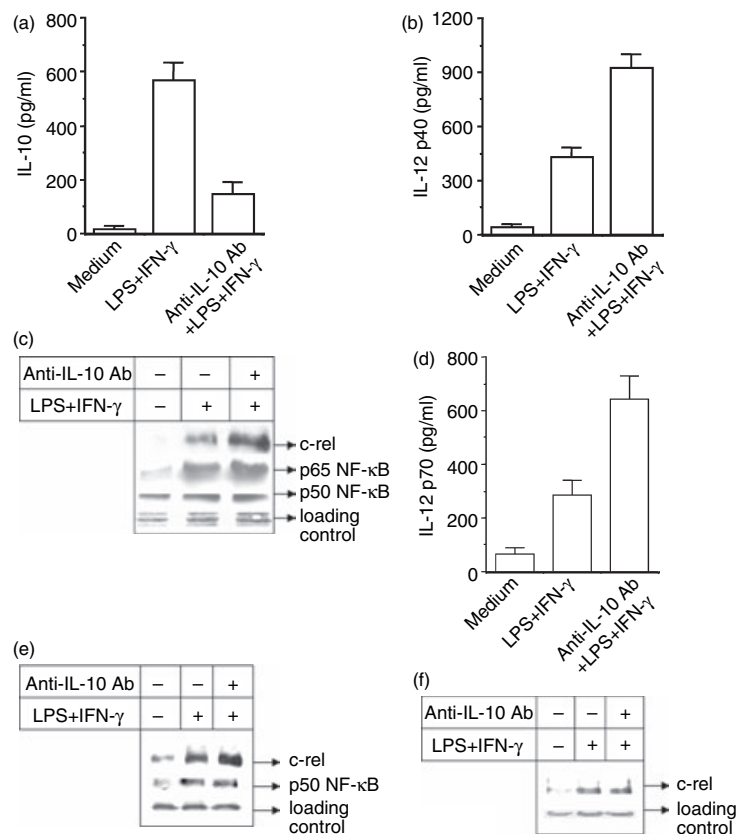 (a)
IL-10 (pg/ml)
800
600
400
200
0
Medium
LPS+IFN-γ
Anti-IL-10 Ab
+LPS+IFN-γ
(b)
IL-12 p40 (pg/ml)
1200
900
600
300
0
Medium
LPS+IFN-γ
Anti-IL-10 Ab
+LPS+IFN-γ
(c)
Anti-IL-10 Ab – – +
LPS+IFN-γ – + +
c-rel
p65 NF-κB
p50 NF-κB
loading
control
(d)
IL-12 p70 (pg/ml)
800
600
400
200
0
Medium
LPS+IFN-γ
Anti-IL-10 Ab
+LPS+IFN-γ
(e)
Anti-IL-10 Ab – – +
LPS+IFN-γ – + +
c-rel
p50 NF-κB
loading
control
(f)
Anti-IL-10 Ab – – +
LPS+IFN-γ – + +
c-rel
loading
control